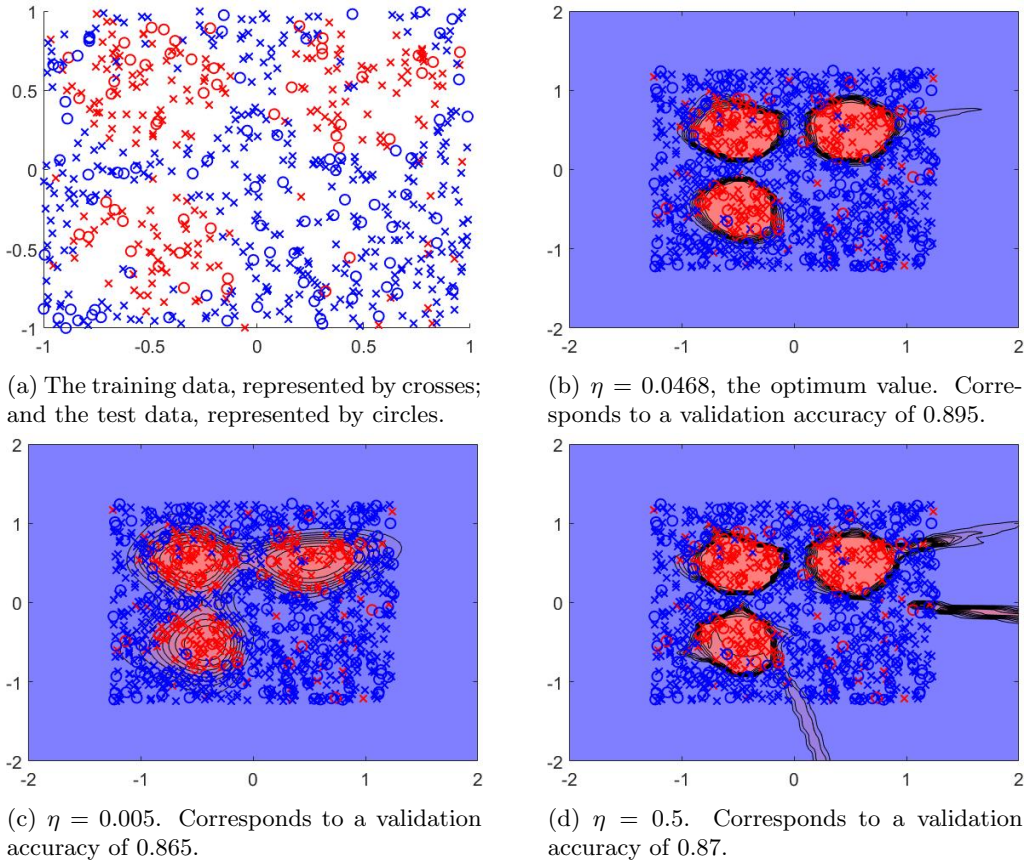 1
0.5
0
-0.5
-1
-1 -0.5 0 0.5 1
2
1
0
-1
-2
-2 -1 0 1 2
(a) The training data, represented by crosses;
and the test data, represented by circles.
(b) η = 0.0468, the optimum value. Corre-
sponds to a validation accuracy of 0.895.
2
1
0
-1
-2
-2 -1 0 1 2
2
1
0
-1
-2
-2 -1 0 1 2
(c) η = 0.005. Corresponds to a validation
accuracy of 0.865.
(d) η = 0.5. Corresponds to a validation
accuracy of 0.87.